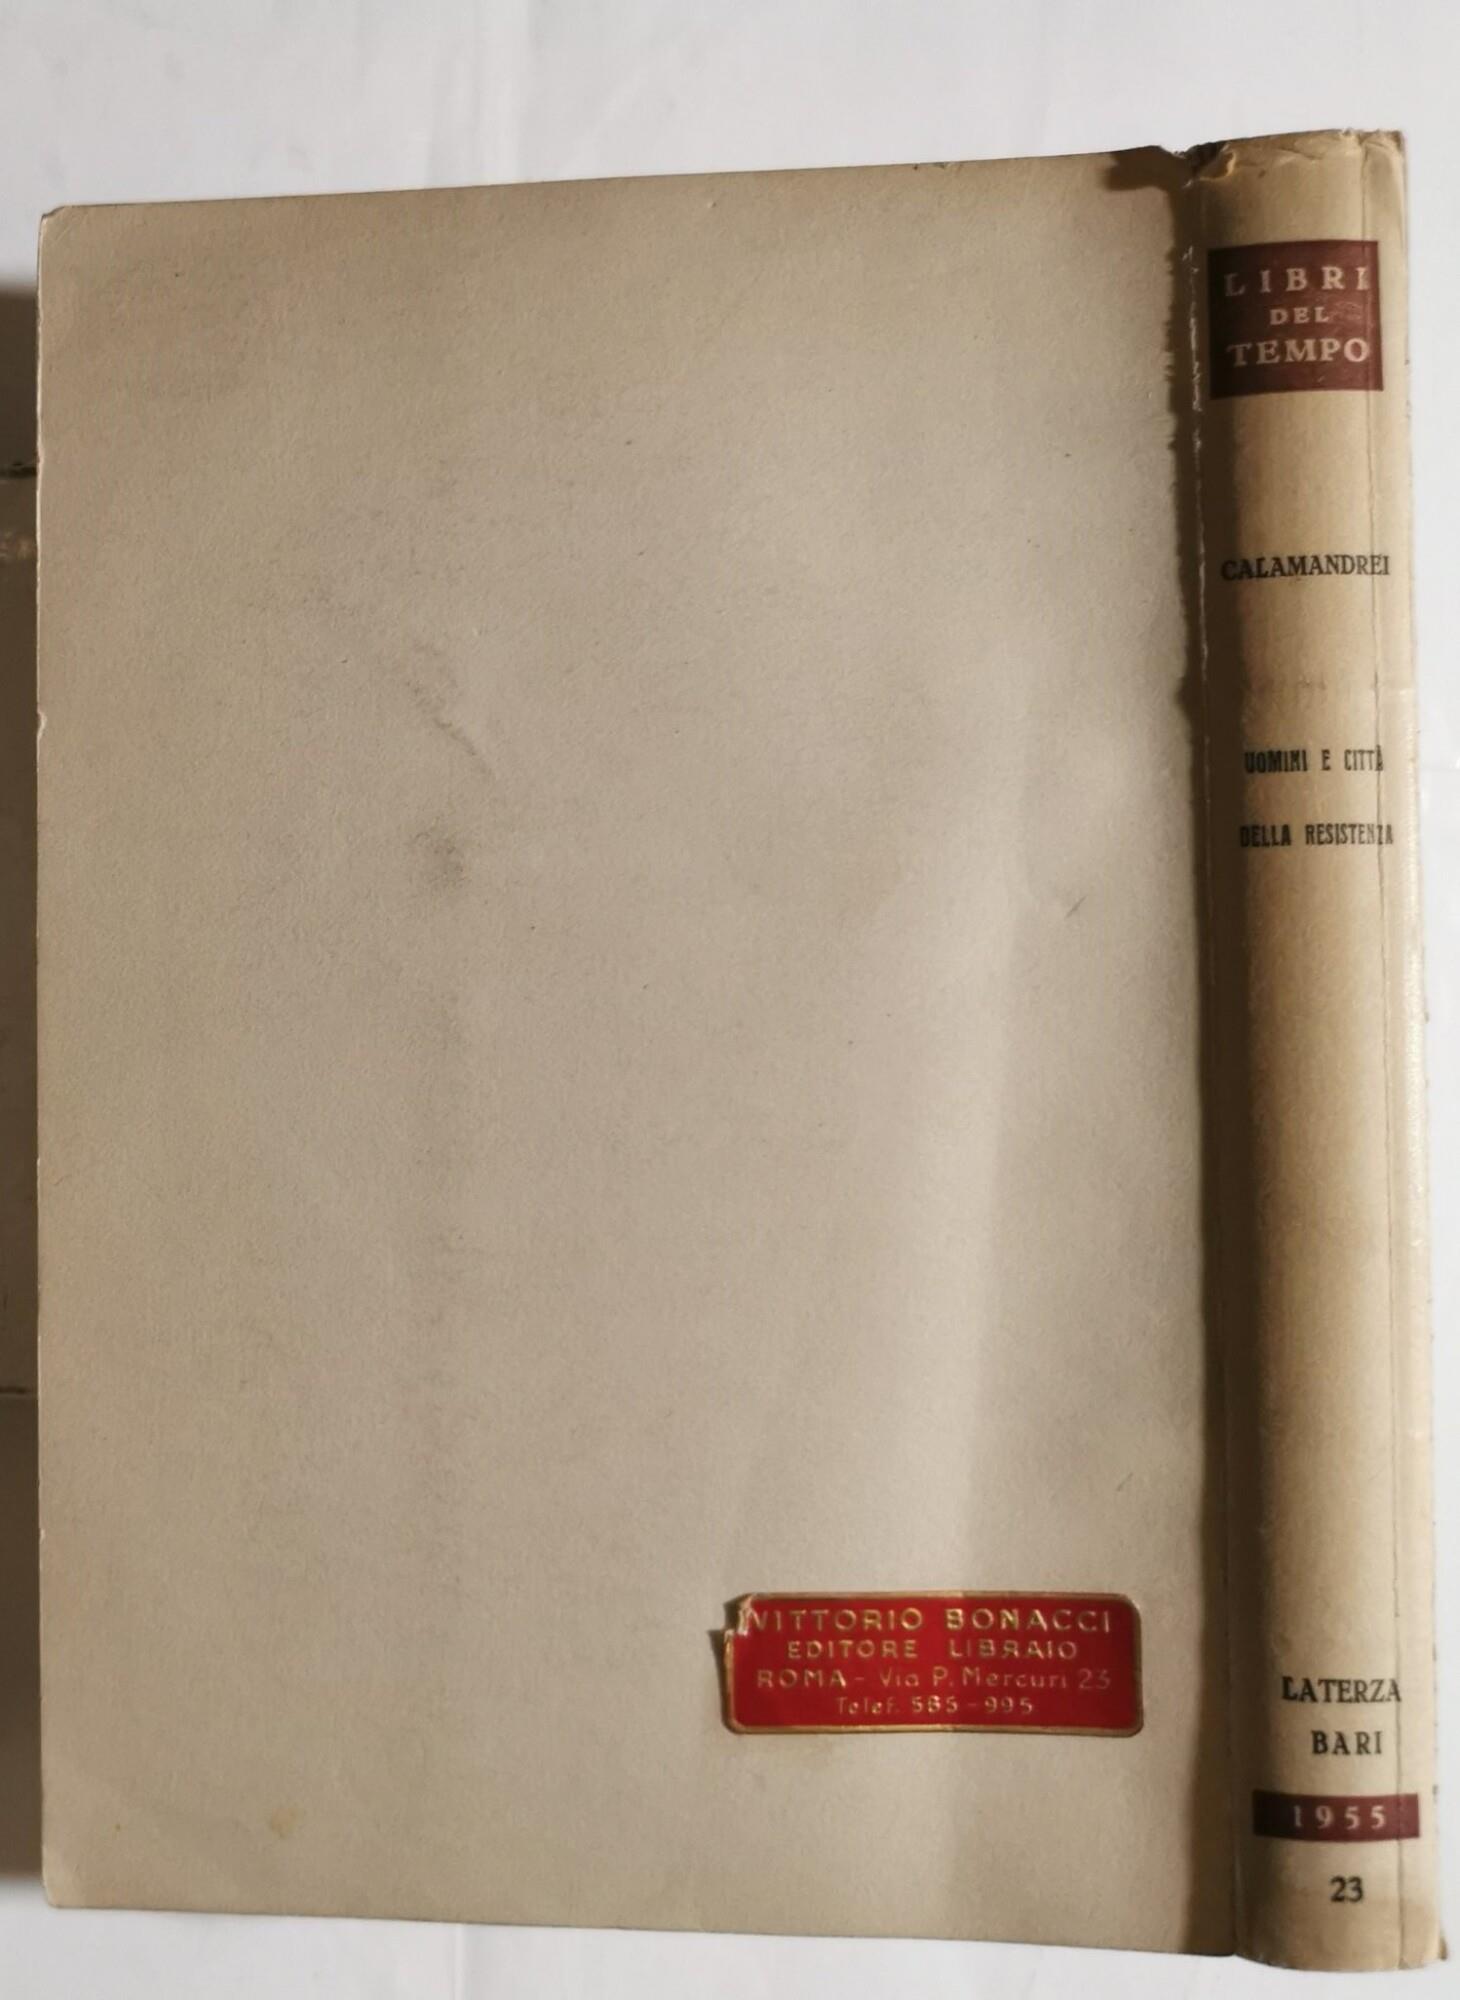 LIBRI
DEL
TEMPO
CALAMANDREI
UOMINI E CITTÀ
DELLA RESISTENZA
LATERZA
BARI
1955
23
VITTORIO BONACCI
EDITORE LIBRAIO
ROMA - Via P. Mercuri 23
Telef. 565-995